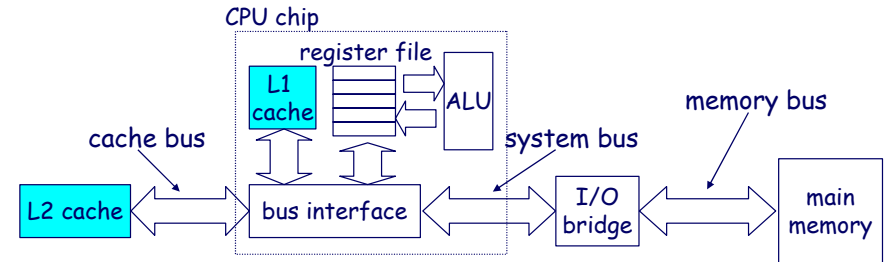 CPU chip
register file
L1
cache
ALU
cache bus
system bus
memory bus
L2 cache
bus interface
I/O
bridge
main
memory